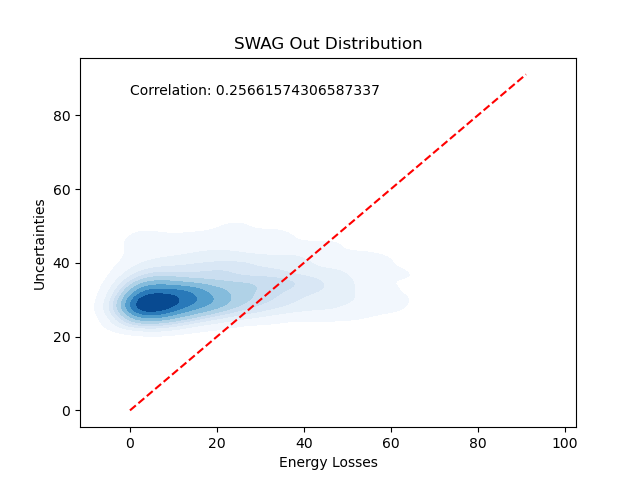 SWAG Out Distribution
Correlation: 0.25661574306587337
80
60
40
20
0
Uncertainties
0 20 40 60 80 100
Energy Losses